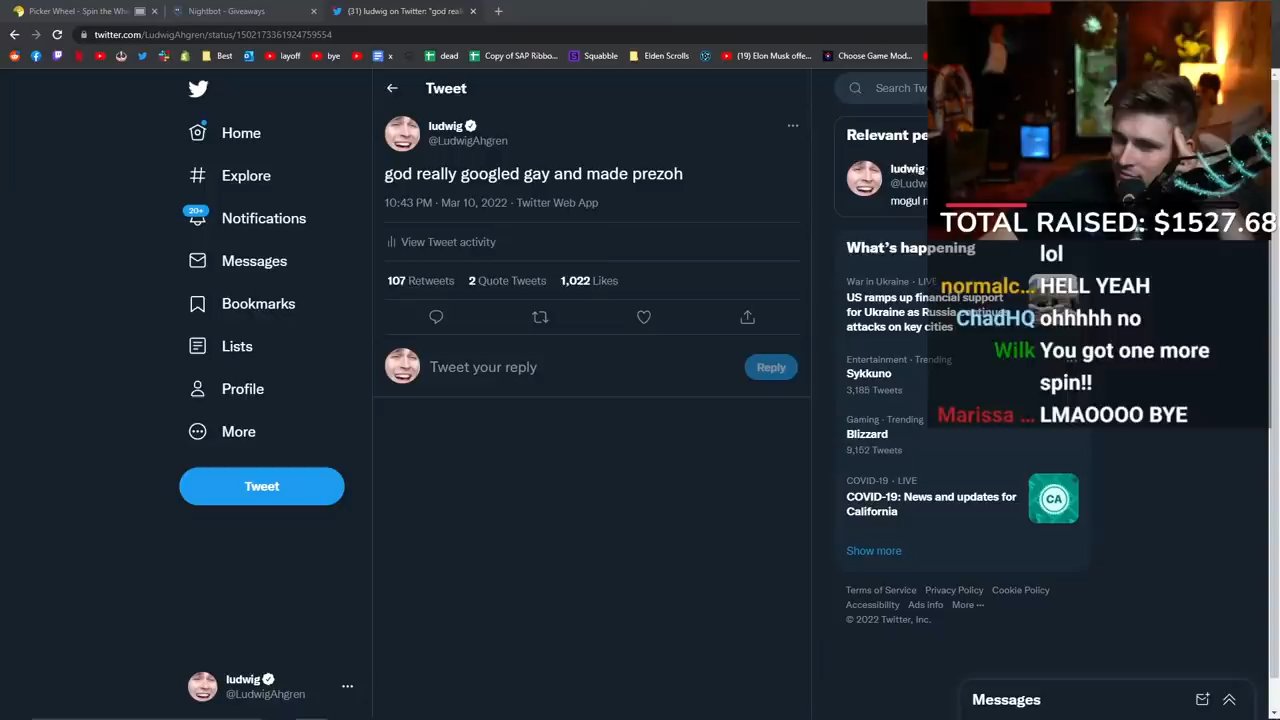 Picker Wheel - Spin the Whe
Nightbot - Giveaways
(31) ludwig on Twitter: "god reall
twitter.com/LudwigAhgren/status/1502173361924759554
Best
layoff
bye
x
dead
Copy of SAP Ribbo...
Squabble
Elder Scrolls
(19) Elon Musk offe...
Choose Game Mod...
Home
Explore
20+
Notifications
Messages
Bookmarks
Lists
Profile
More
Tweet
ludwig
@LudwigAhgren
Tweet
ludwig
@LudwigAhgren
god really googled gay and made prezoh
10:43 PM · Mar 10, 2022 · Twitter Web App
View Tweet activity
107 Retweets 2 Quote Tweets 1,022 Likes
Tweet your reply
Reply
Search Tw
Relevant pe
ludwig
@Ludw
mogul m
What's happening
War in Ukraine · LIVE
US ramps up financial support
for Ukraine as Russia continues
attacks on key cities
Entertainment · Trending
Sykkuno
3,185 Tweets
Gaming · Trending
Blizzard
9,152 Tweets
COVID-19 · LIVE
COVID-19: News and updates for
California
CA
Show more
Terms of Service Privacy Policy Cookie Policy
Accessibility Ads info More ···
© 2022 Twitter, Inc.
Messages
TOTAL RAISED: $1527.68
lol
normalc... HELL YEAH
ChadHQ ohhhhh no
Wilk You got one more
spin!!
Marissa ... LMAOOOO BYE